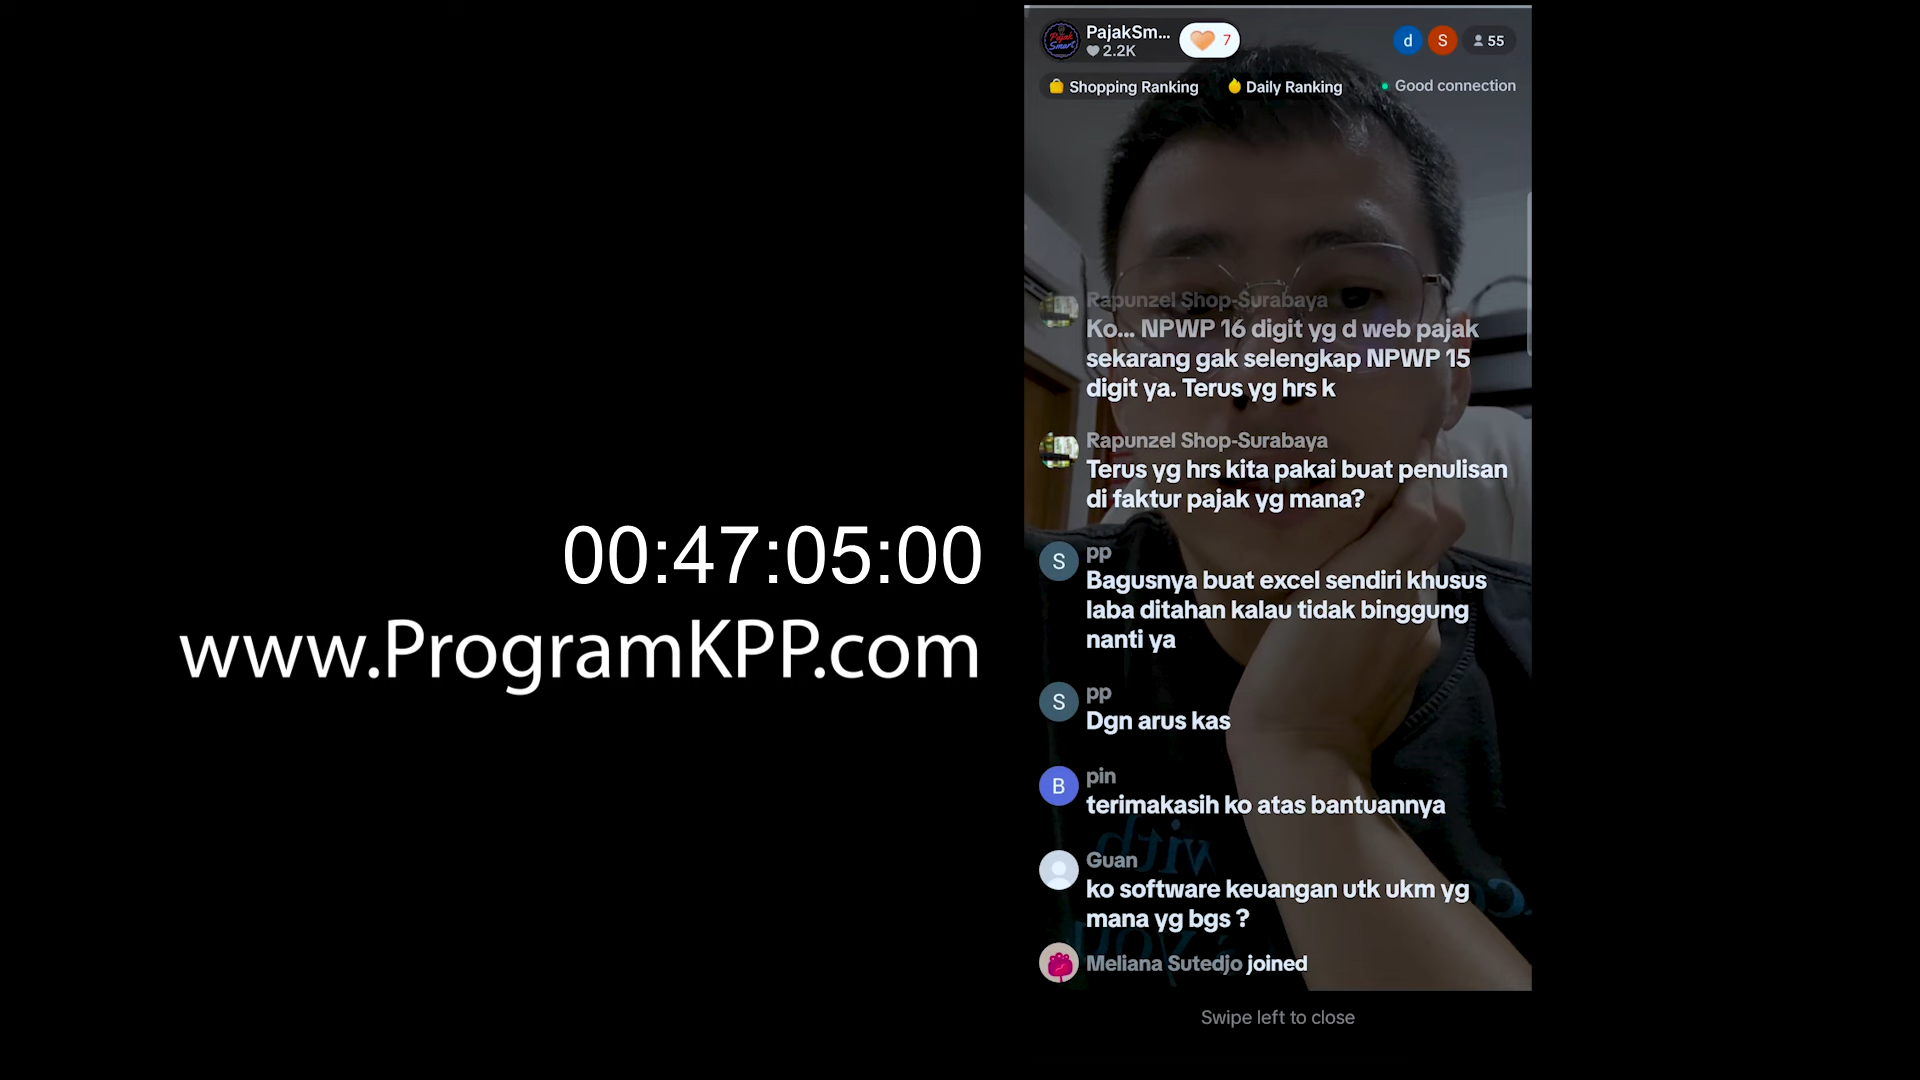 00:47:05:00
www.ProgramKPP.com
PajakSm...
2.2K
7
d
S
55
Shopping Ranking
Daily Ranking
Good connection
Rapunzel Shop-Surabaya
Ko... NPWP 16 digit yg d web pajak
sekarang gak selengkap NPWP 15
digit ya. Terus yg hrs k
Rapunzel Shop-Surabaya
Terus yg hrs kita pakai buat penulisan
di faktur pajak yg mana?
S
pp
Bagusnya buat excel sendiri khusus
laba ditahan kalau tidak binggung
nanti ya
S
pp
Dgn arus kas
B
pin
terimakasih ko atas bantuannya
Guan
ko software keuangan utk ukm yg
mana yg bgs ?
Meliana Sutedjo joined
Swipe left to close